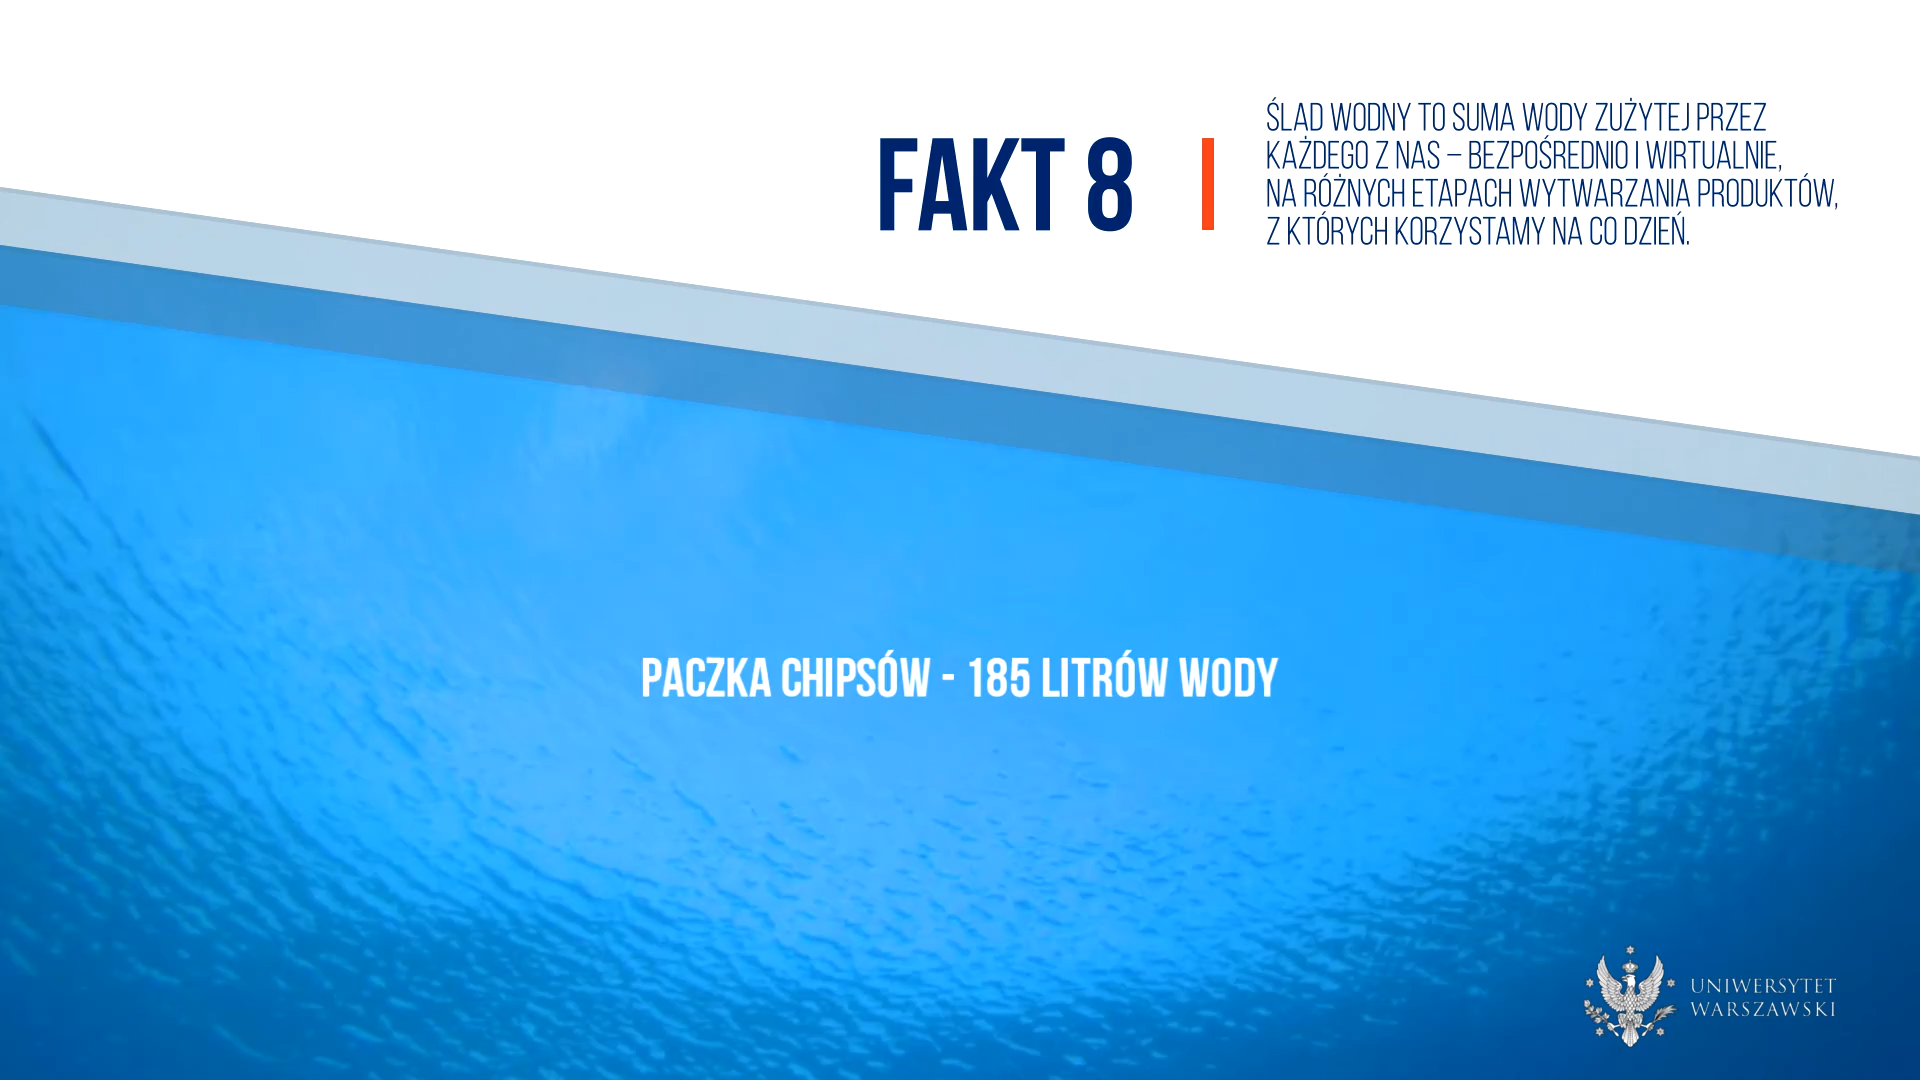 FAKT 8
ŚLAD WODNY TO SUMA WODY ZUŻYTEJ PRZEZ
KAŻDEGO Z NAS – BEZPOŚREDNIO I WIRTUALNIE,
NA RÓŻNYCH ETAPACH WYTWARZANIA PRODUKTÓW,
Z KTÓRYCH KORZYSTAMY NA CO DZIEŃ.
PACZKA CHIPSÓW - 185 LITRÓW WODY
UNIWERSYTET
WARSZAWSKI